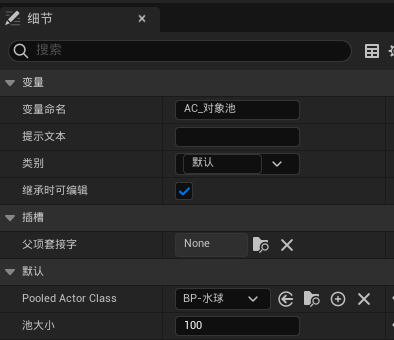 细节
搜索
变量
变量命名 AC_对象池
提示文本
类别 默认
继承时可编辑
插槽
父项套接字 None
默认
Pooled Actor Class BP-水球
池大小 100